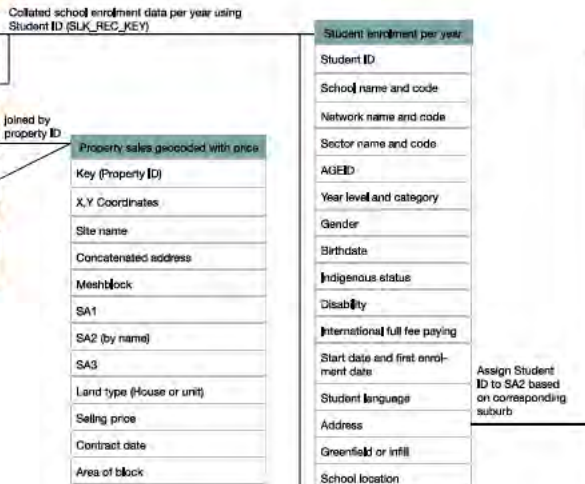 Collated school enrolment data per year using
Student ID (SLK_REC_KEY)
joined by
property ID
Property sales geocoded with price
Key (Property ID)
X,Y Coordinates
Site name
Concatenated address
Meshblock
SA1
SA2 (by name)
SA3
Land type (House or unit)
Seling price
Contract date
Area of block
Student enrolment per year
Student ID
School name and code
Network name and code
Sector name and code
AGEID
Year level and category
Gender
Birthdate
Indigenous status
Disability
International full fee paying
Start date and first enrol-
ment date
Student language
Address
Greenfield or infill
School location
Assign Student
ID to SA2 based
on corresponding
suburb